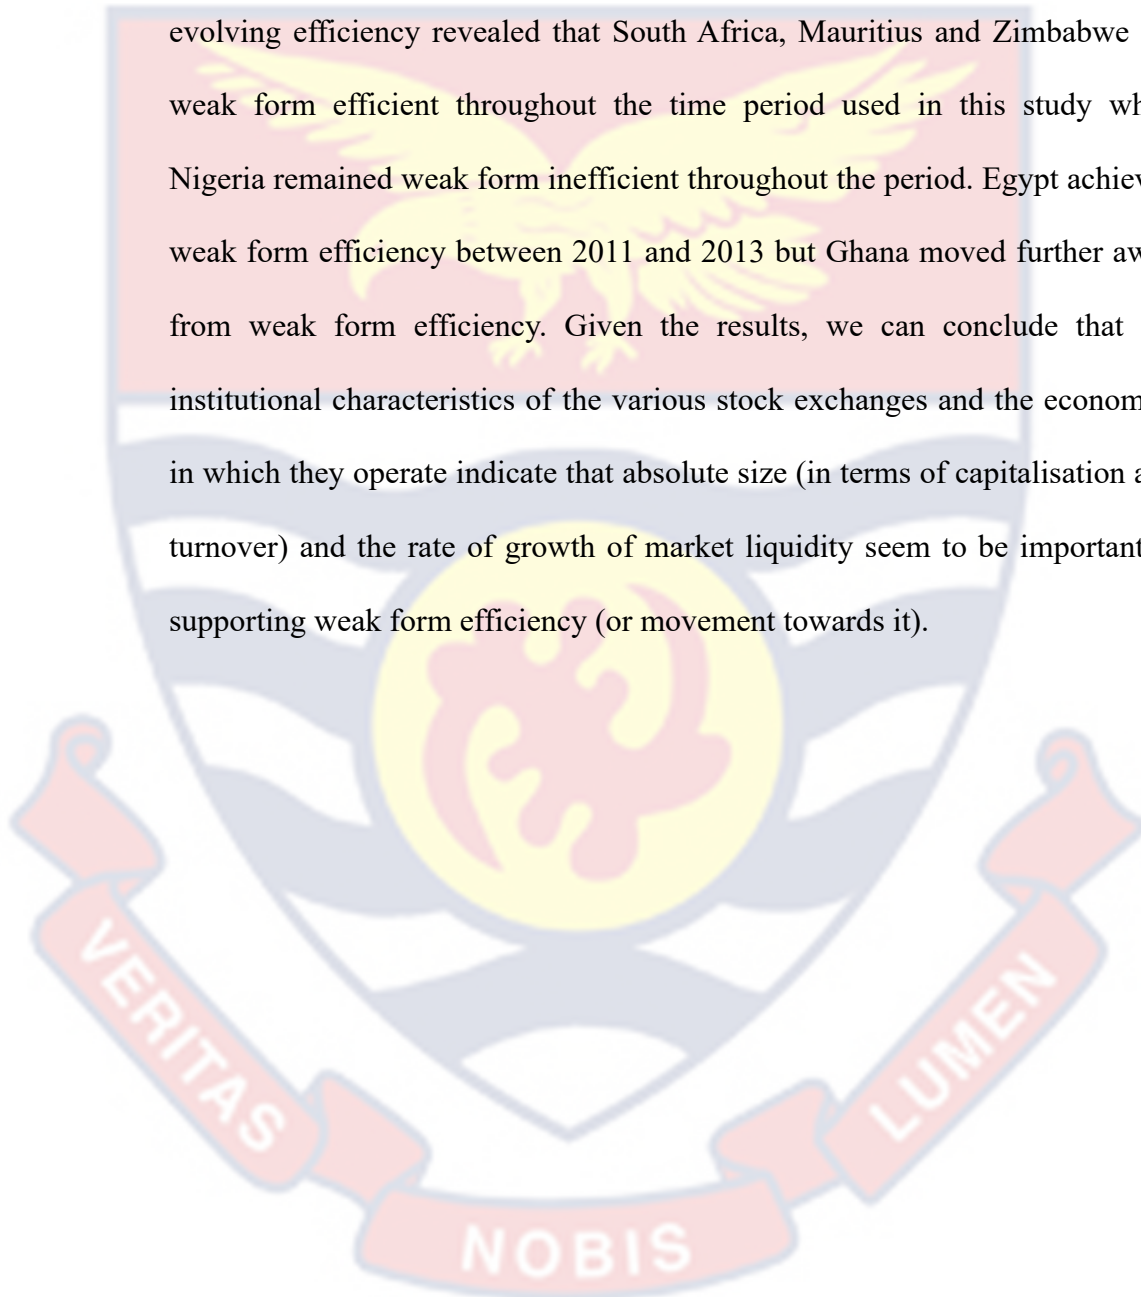 evolving efficiency revealed that South Africa, Mauritius and Zimbabwe
weak form efficient throughout the time period used in this study wh
Nigeria remained weak form inefficient throughout the period. Egypt achiev
weak form efficiency between 2011 and 2013 but Ghana moved further aw
from weak form efficiency. Given the results, we can conclude that
institutional characteristics of the various stock exchanges and the econom
in which they operate indicate that absolute size (in terms of capitalisation a
turnover) and the rate of growth of market liquidity seem to be important
supporting weak form efficiency (or movement towards it).
VERITAS
NOBIS
LUMEN